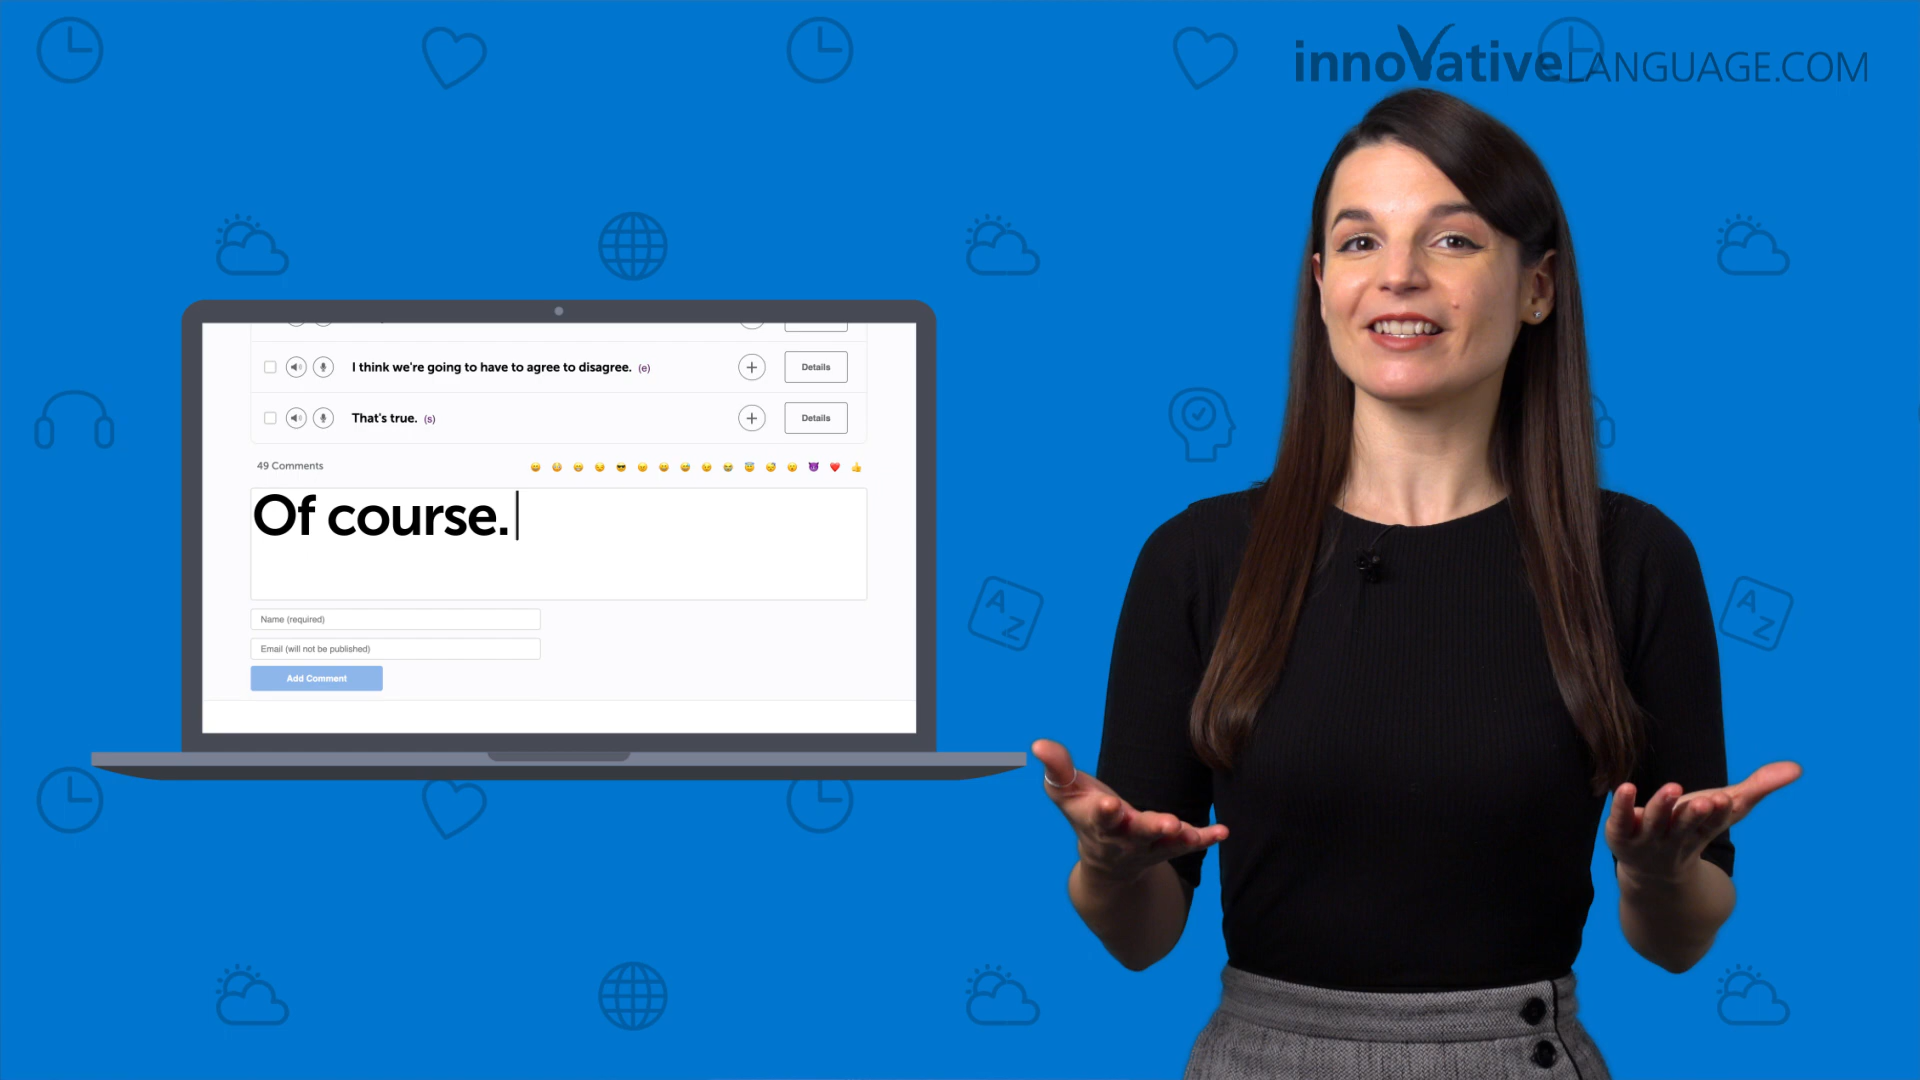 innovativeLANGUAGE.COM
I think we're going to have to agree to disagree. (e)
Details
That's true. (s)
Details
49 Comments
Of course.
Name (required)
Email (will not be published)
Add Comment
A
Z
A
Z